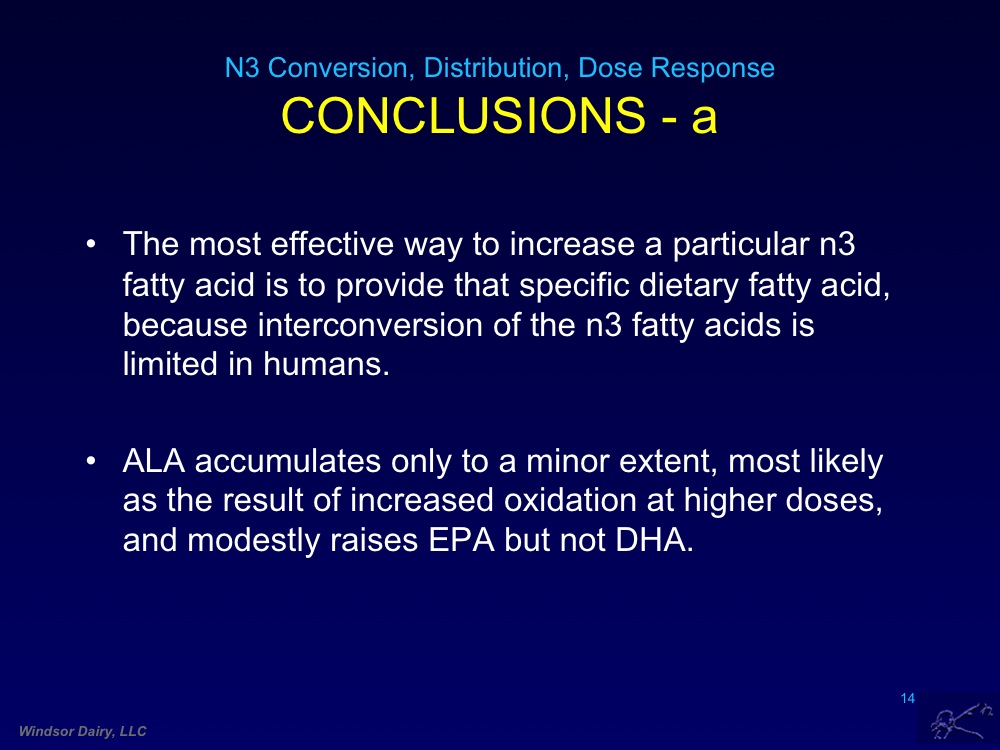 N3 Conversion, Distribution, Dose Response
CONCLUSIONS - a
• The most effective way to increase a particular n3
fatty acid is to provide that specific dietary fatty acid,
because interconversion of the n3 fatty acids is
limited in humans.
• ALA accumulates only to a minor extent, most likely
as the result of increased oxidation at higher doses,
and modestly raises EPA but not DHA.
14
Windsor Dairy, LLC